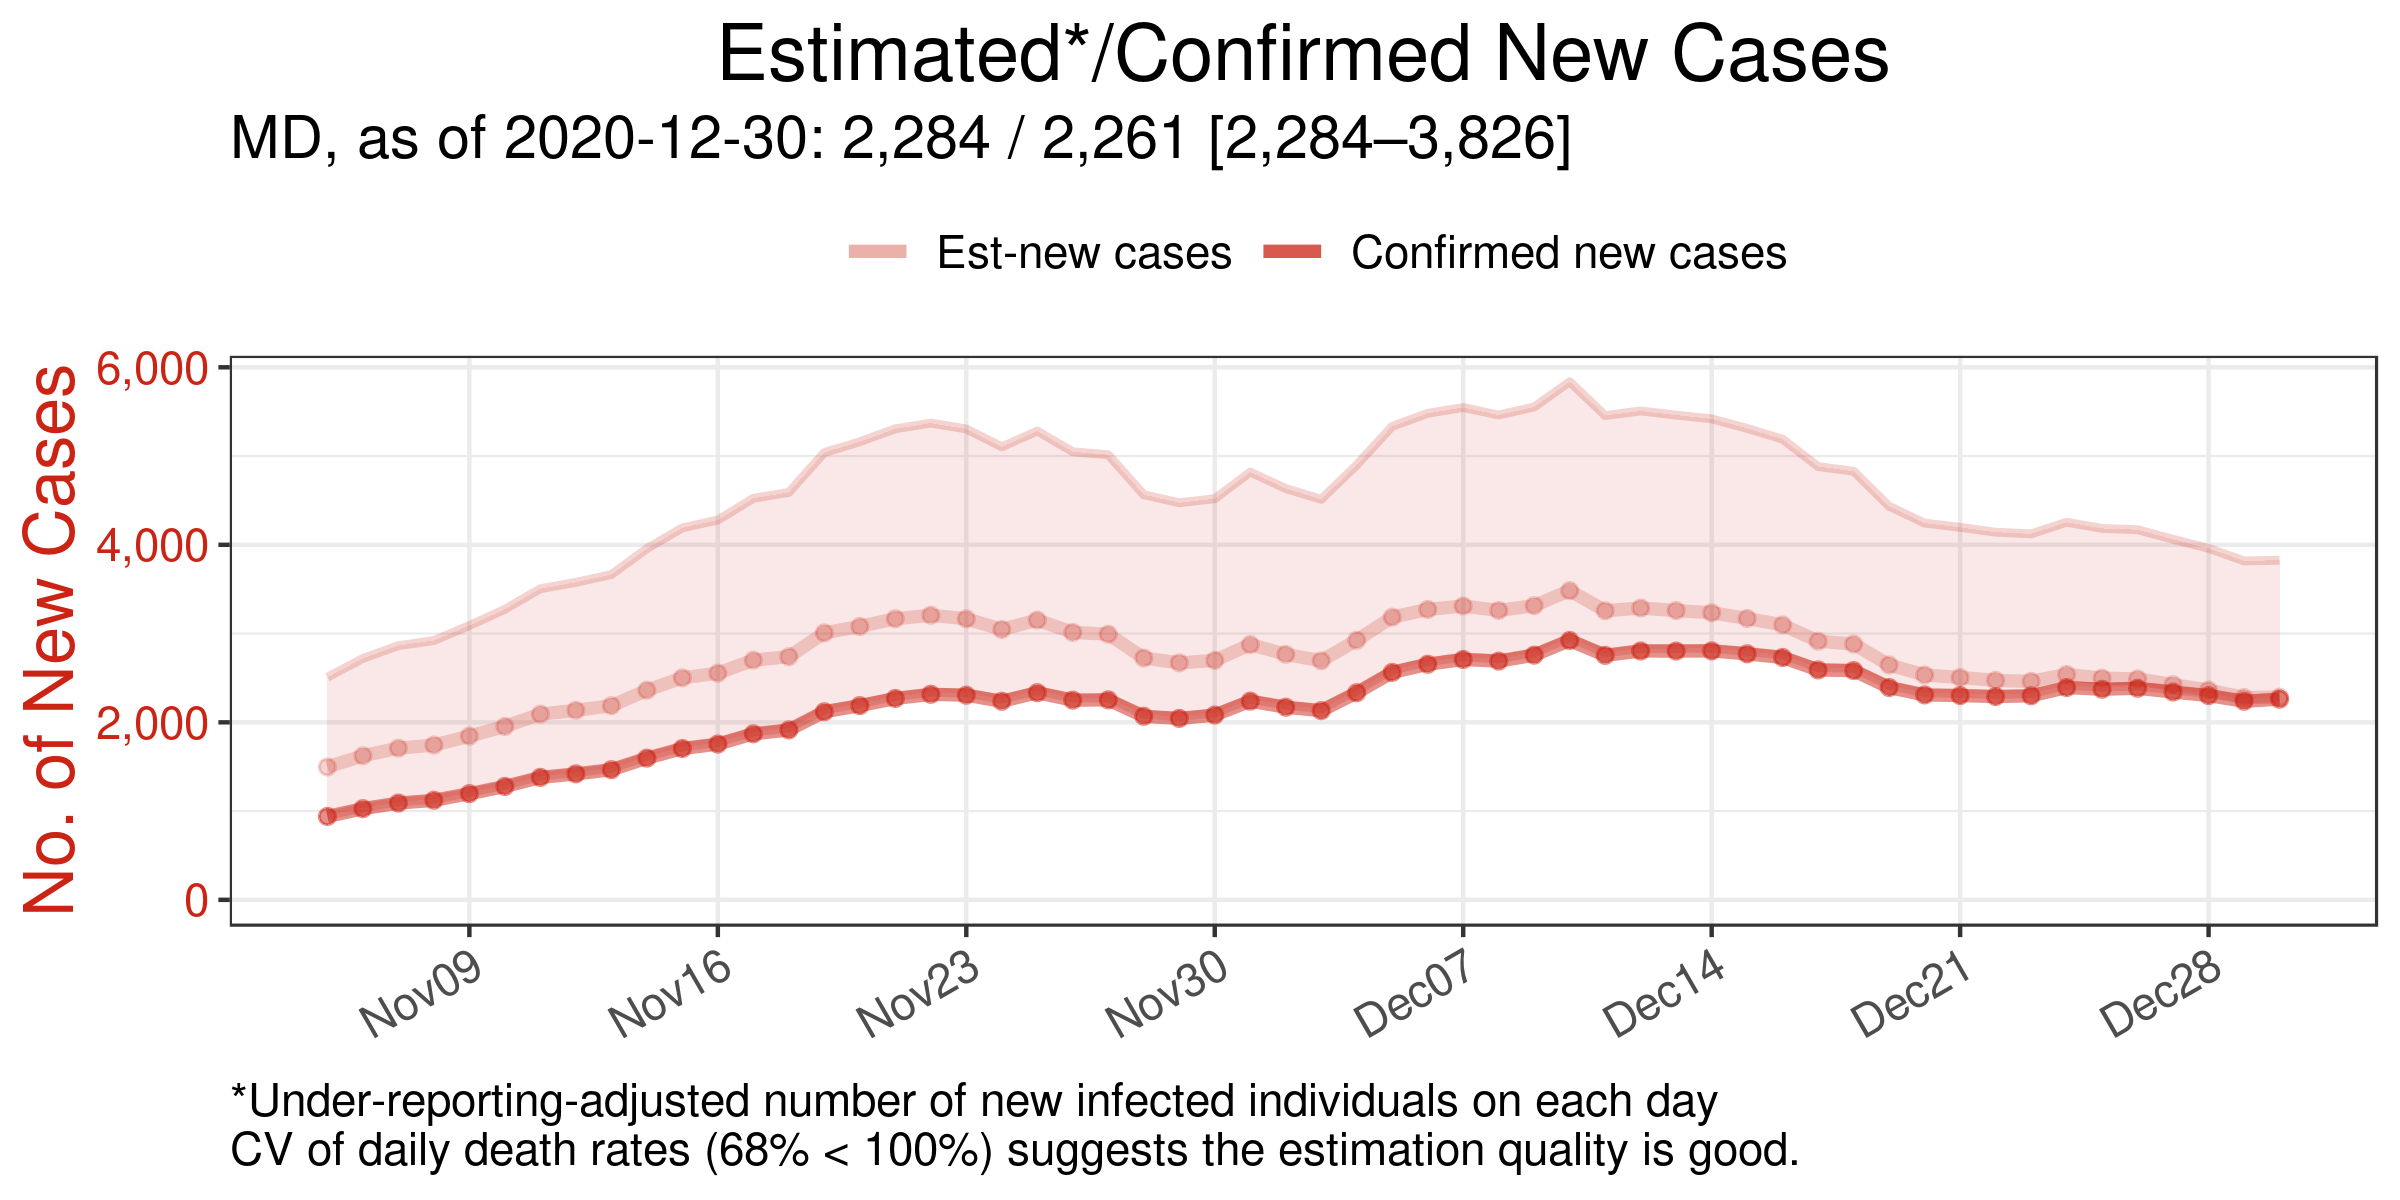 Estimated*/Confirmed New Cases
MD, as of 2020-12-30: 2,284 / 2,261 [2,284–3,826]
Est-new cases
Confirmed new cases
No. of New Cases
6,000
4,000
2,000
0
Nov09
Nov16
Nov23
Nov30
Dec07
Dec14
Dec21
Dec28
*Under-reporting-adjusted number of new infected individuals on each day
CV of daily death rates (68% < 100%) suggests the estimation quality is good.